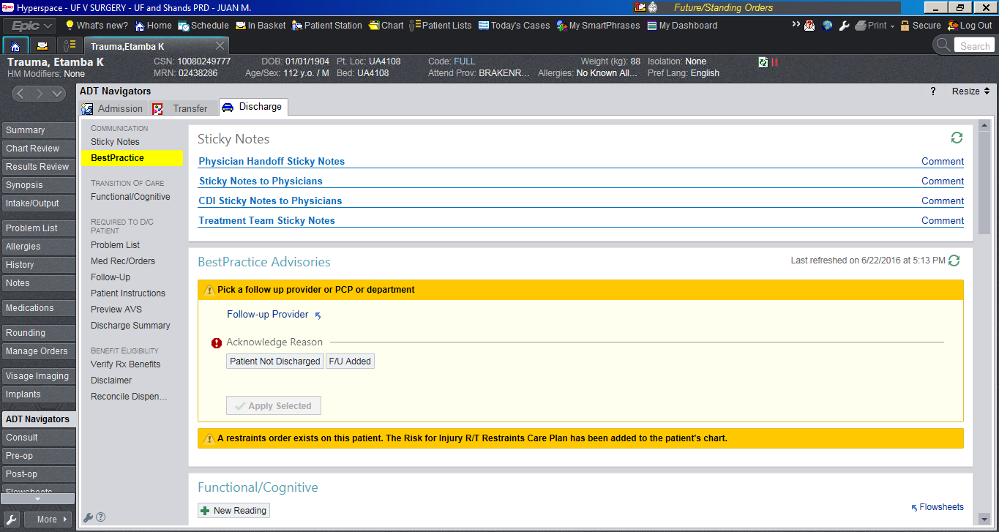 Epic Hyperspace - UF V SURGERY - UF and Shands PRD - JUAN M. Future/Standing Orders
Epic What's new? Home Schedule In Basket Patient Station Chart Patient Lists Today's Cases My SmartPhrases My Dashboard Print Secure Log Out
Trauma,Etamba K Search
Trauma, Etamba K CSN: 10080249777 DOB: 01/01/1904 Pt. Loc: UA4108 Code: FULL Weight (kg): 88 Isolation: None
HM Modifiers: None MRN: 02438286 Age/Sex: 112 y.o. / M Bed: UA4108 Attend Prov: BRAKENR... Allergies: No Known All... Pref Lang: English
ADT Navigators ? Resize
Admission Transfer Discharge
Summary
Chart Review
Results Review
Synopsis
Intake/Output
Problem List
Allergies
History
Notes
Medications
Rounding
Manage Orders
Visage Imaging
Implants
ADT Navigators
Consult
Pre-op
Post-op
Flowsheets
More
COMMUNICATION
Sticky Notes
BestPractice
TRANSITION OF CARE
Functional/Cognitive
REQUIRED TO D/C
PATIENT
Problem List
Med Rec/Orders
Follow-Up
Patient Instructions
Preview AVS
Discharge Summary
BENEFIT ELIGIBILITY
Verify Rx Benefits
Disclaimer
Reconcile Dispen...
Sticky Notes
Physician Handoff Sticky Notes Comment
Sticky Notes to Physicians Comment
CDI Sticky Notes to Physicians Comment
Treatment Team Sticky Notes Comment
BestPractice Advisories Last refreshed on 6/22/2016 at 5:13 PM
Pick a follow up provider or PCP or department
Follow-up Provider
Acknowledge Reason
Patient Not Discharged F/U Added
Apply Selected
A restraints order exists on this patient. The Risk for Injury R/T Restraints Care Plan has been added to the patient's chart.
Functional/Cognitive
New Reading Flowsheets